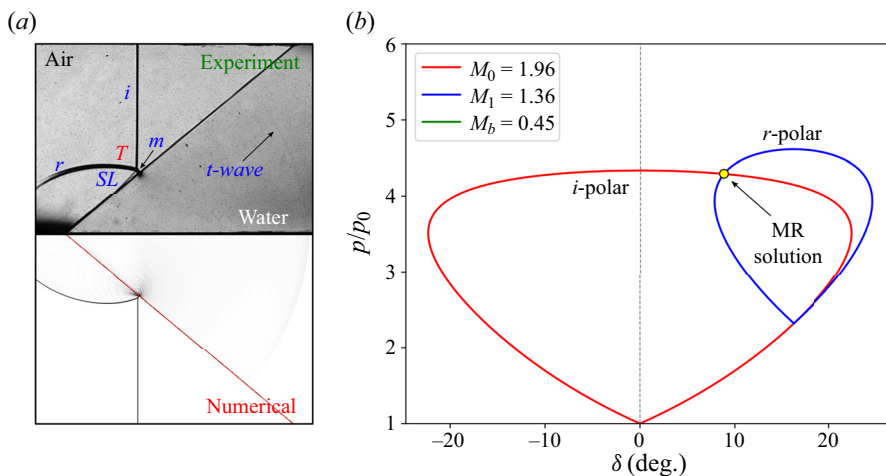 (a)
Air
Experiment
i
T
m
r
SL
t-wave
Water
Numerical
(b)
6
5
4
3
2
1
p/p0
M0 = 1.96
M1 = 1.36
Mb = 0.45
r-polar
i-polar
MR
solution
−20
−10
0
10
20
δ (deg.)